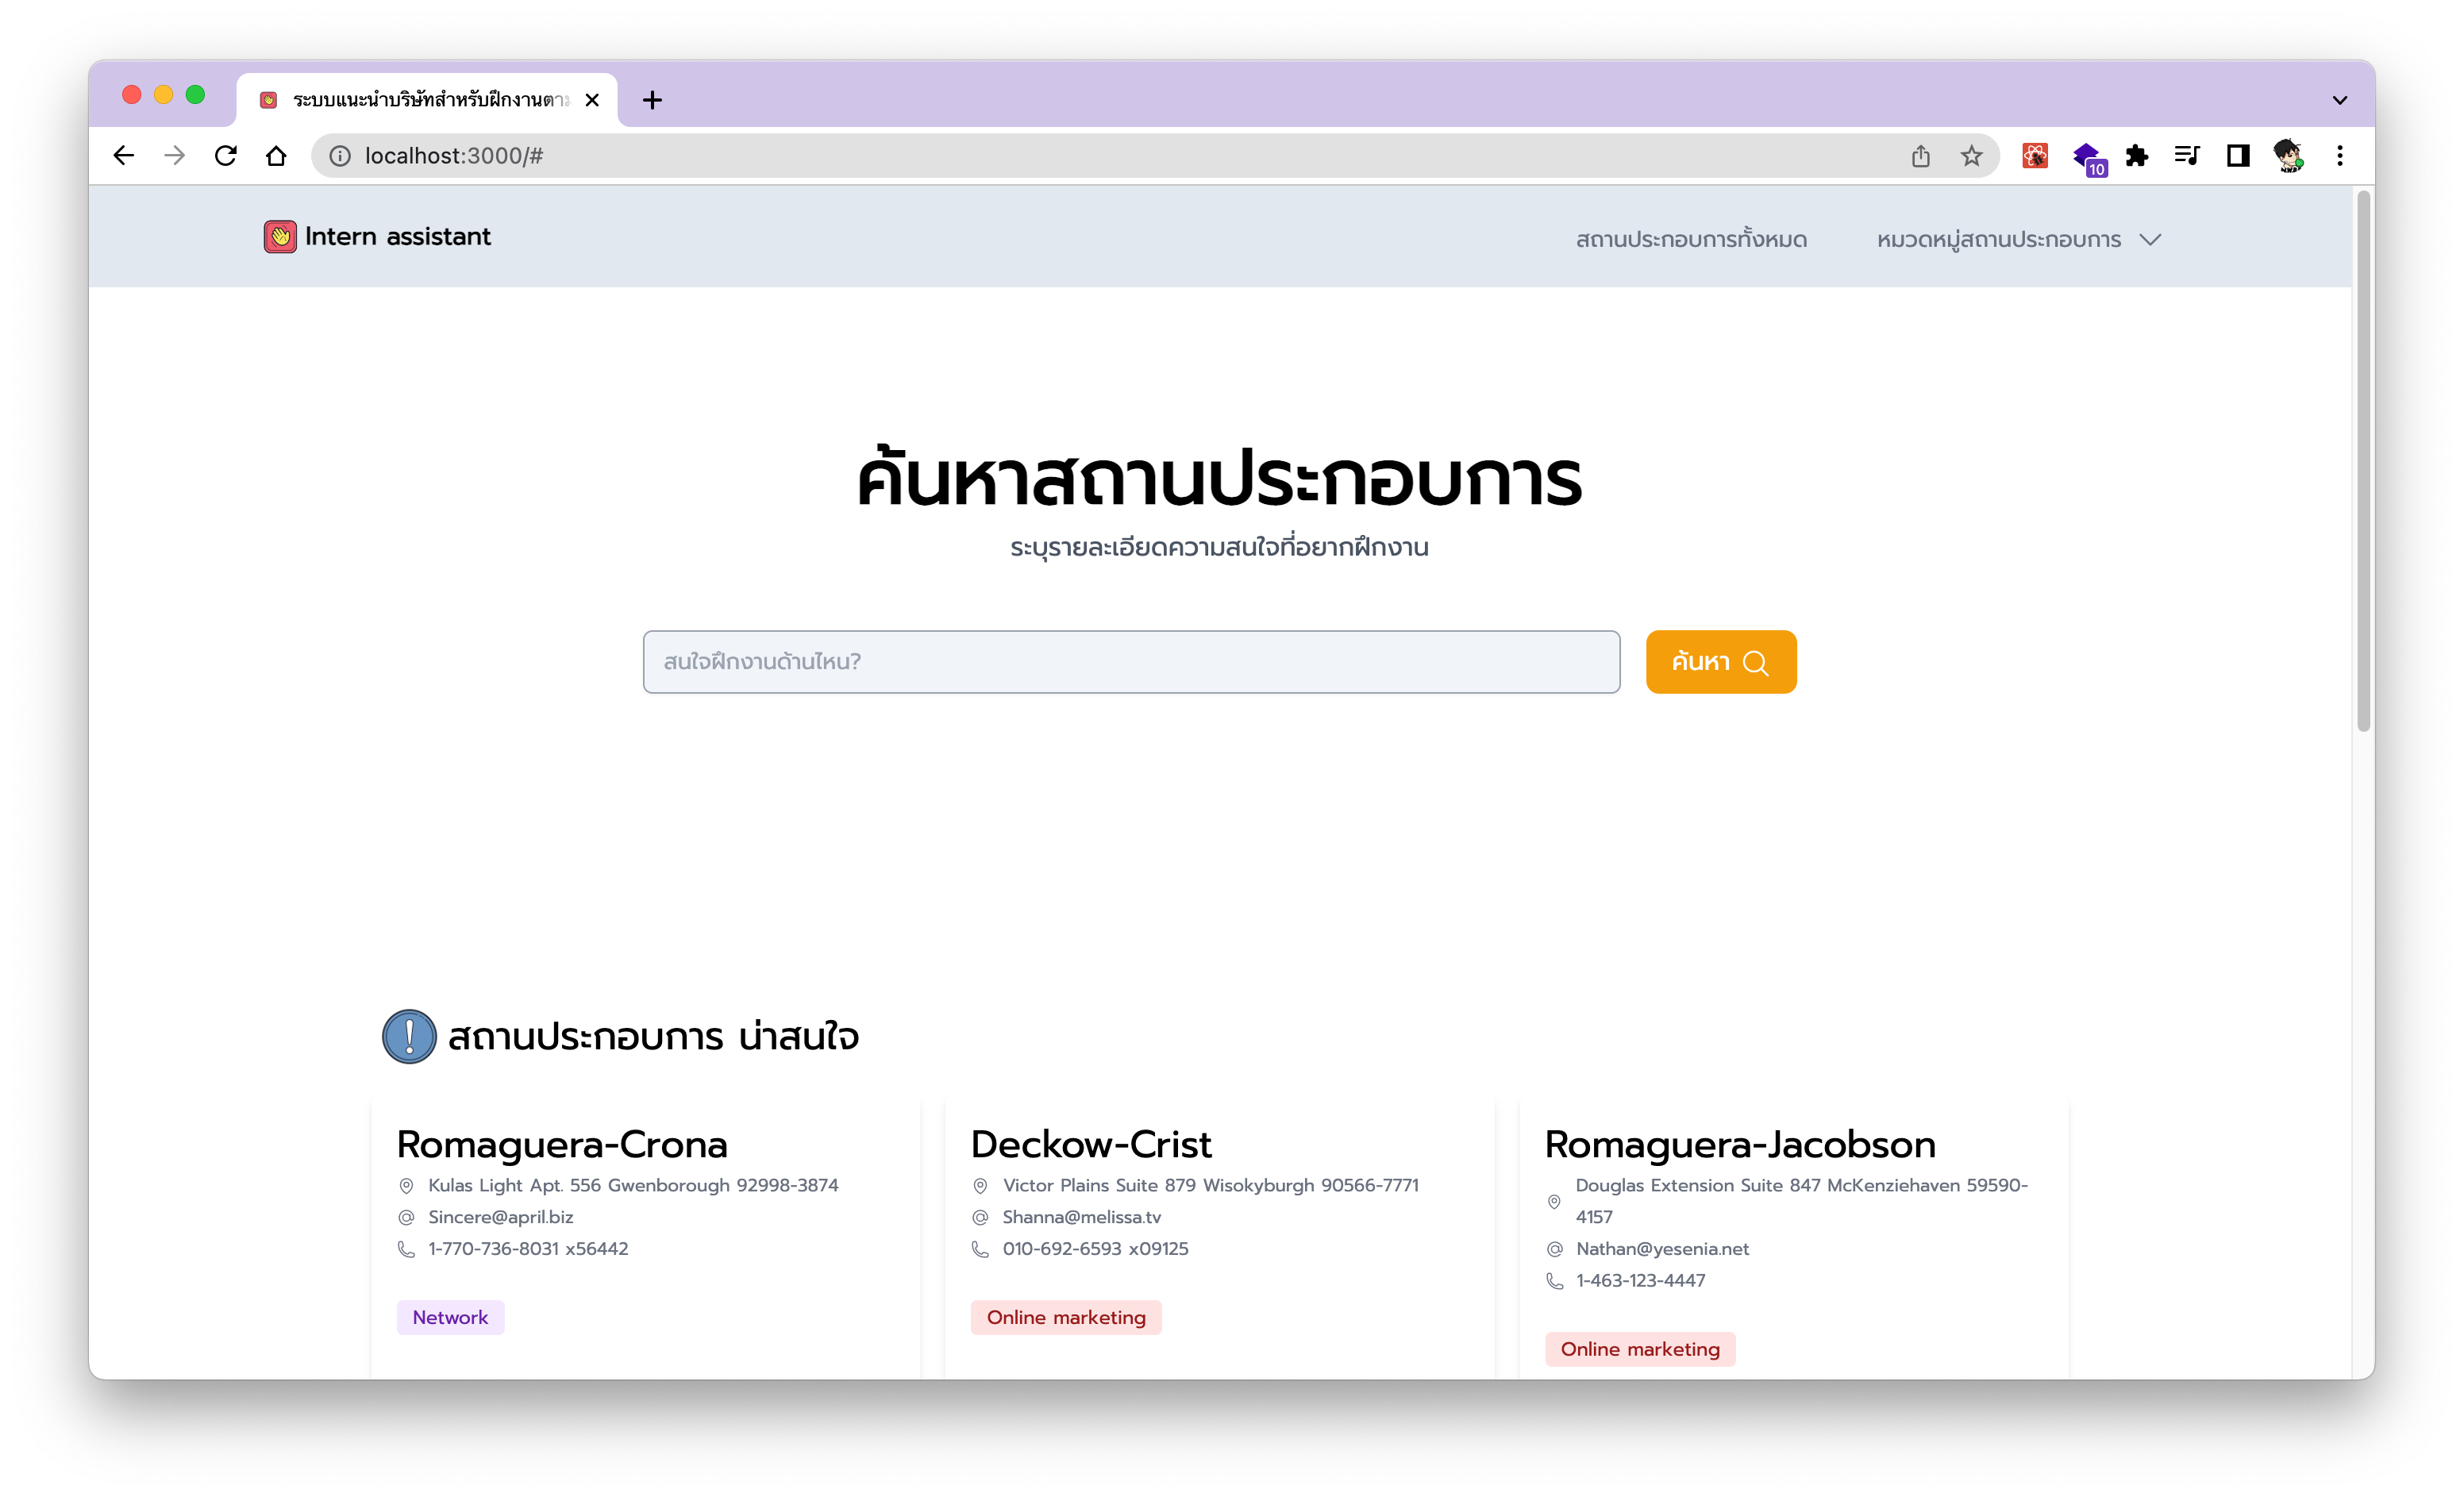 ระบบแนะนำบริษัทสำหรับฝึกงานตาม
localhost:3000/#
10
Intern assistant
สถานประกอบการทั้งหมด
หมวดหมู่สถานประกอบการ
ค้นหาสถานประกอบการ
ระบุรายละเอียดความสนใจที่อยากฝึกงาน
สนใจฝึกงานด้านไหน?
ค้นหา
สถานประกอบการ น่าสนใจ
Romaguera-Crona
Kulas Light Apt. 556 Gwenborough 92998-3874
Sincere@april.biz
1-770-736-8031 x56442
Network
Deckow-Crist
Victor Plains Suite 879 Wisokyburgh 90566-7771
Shanna@melissa.tv
010-692-6593 x09125
Online marketing
Romaguera-Jacobson
Douglas Extension Suite 847 McKenziehaven 59590-
4157
Nathan@yesenia.net
1-463-123-4447
Online marketing